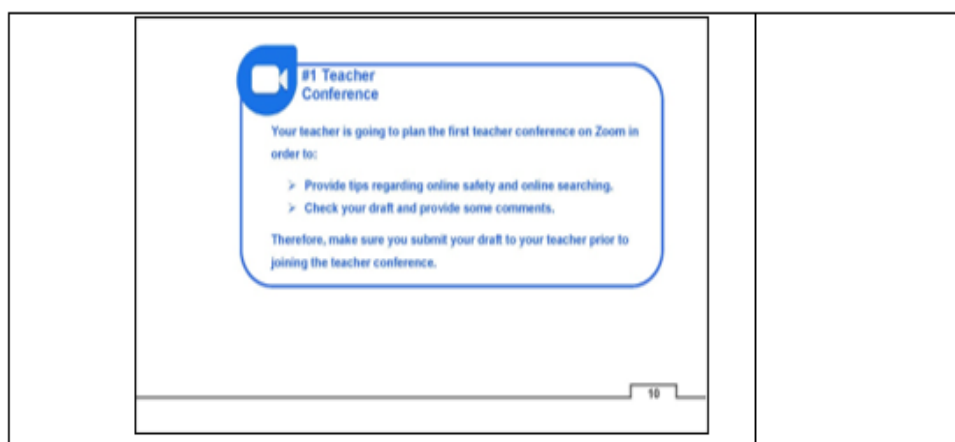 #1 Teacher
Conference
Your teacher is going to plan the first teacher conference on Zoom in
order to:
➢ Provide tips regarding online safety and online searching.
➢ Check your draft and provide some comments.
Therefore, make sure you submit your draft to your teacher prior to
joining the teacher conference.
10